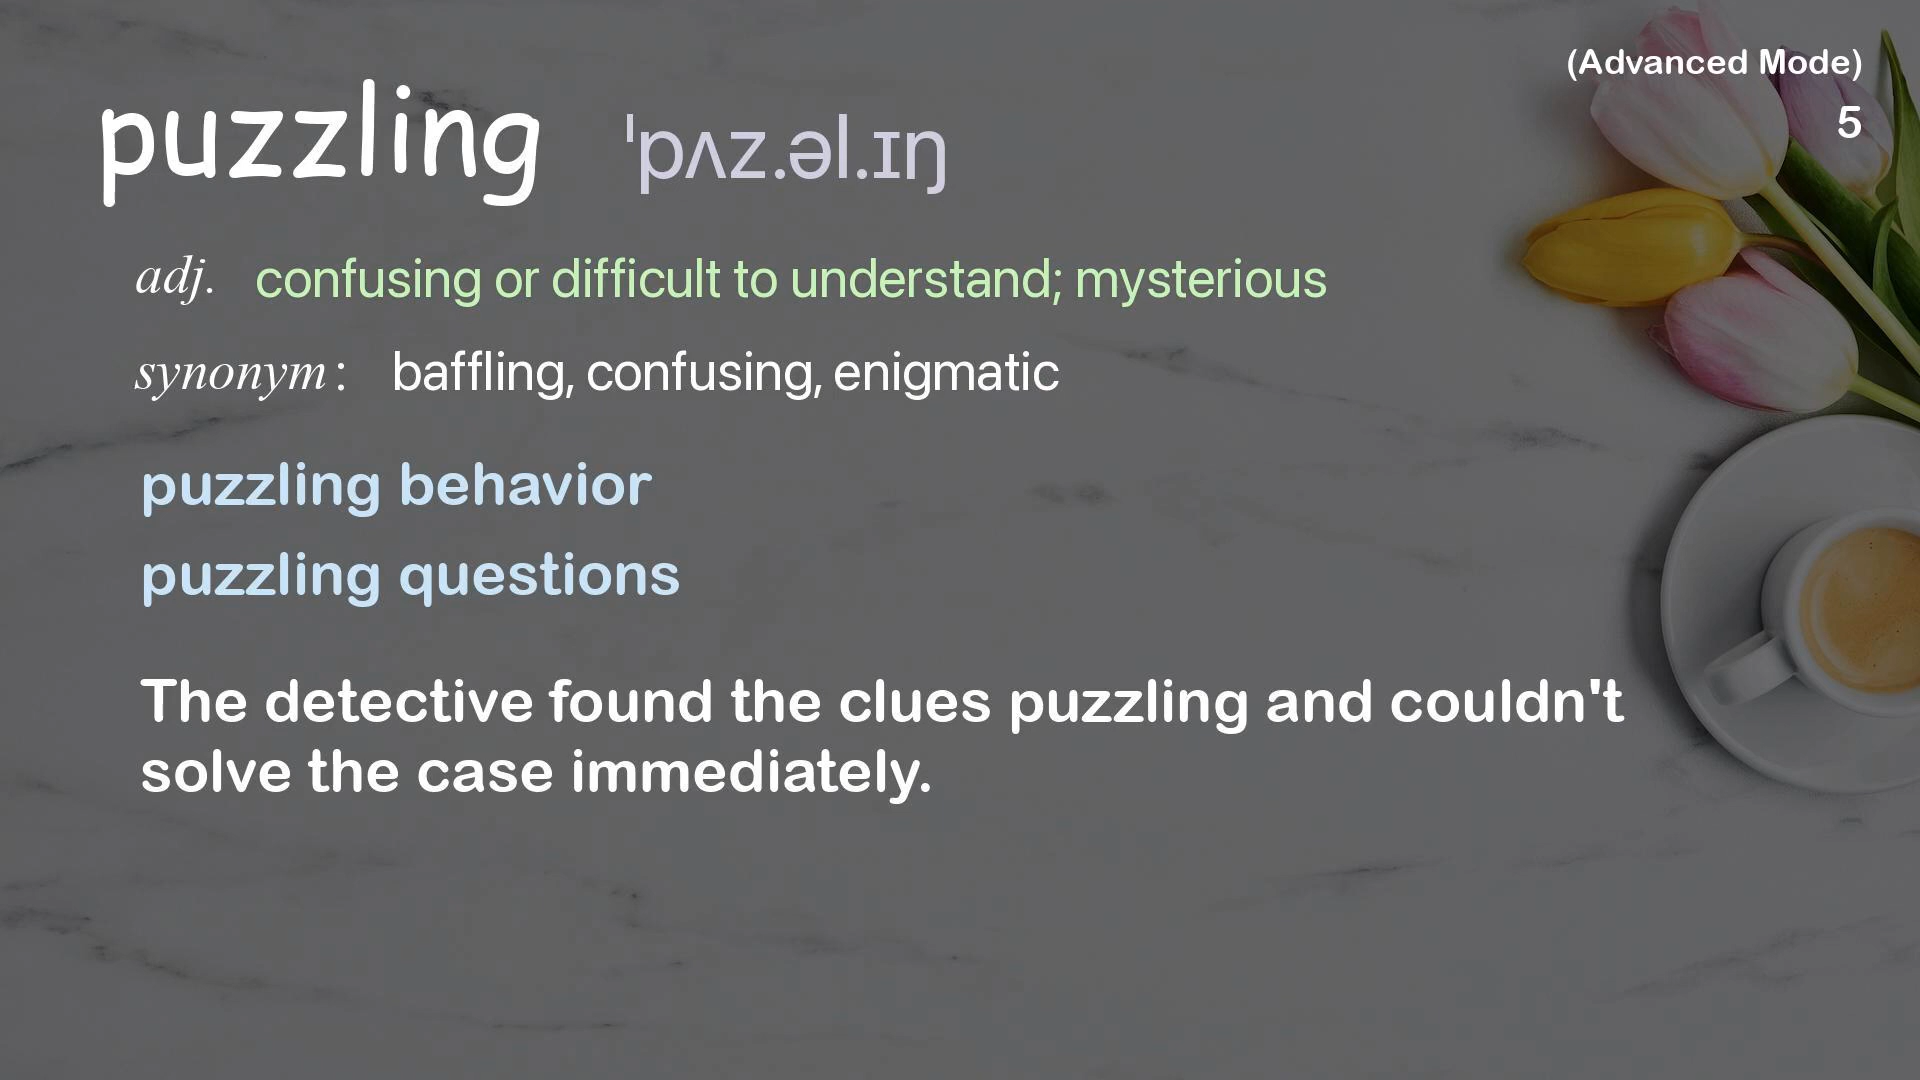 (Advanced Mode)
5
puzzling ˈpʌz.əl.ɪŋ
adj. confusing or difficult to understand; mysterious
synonym : baffling, confusing, enigmatic
puzzling behavior
puzzling questions
The detective found the clues puzzling and couldn't
solve the case immediately.